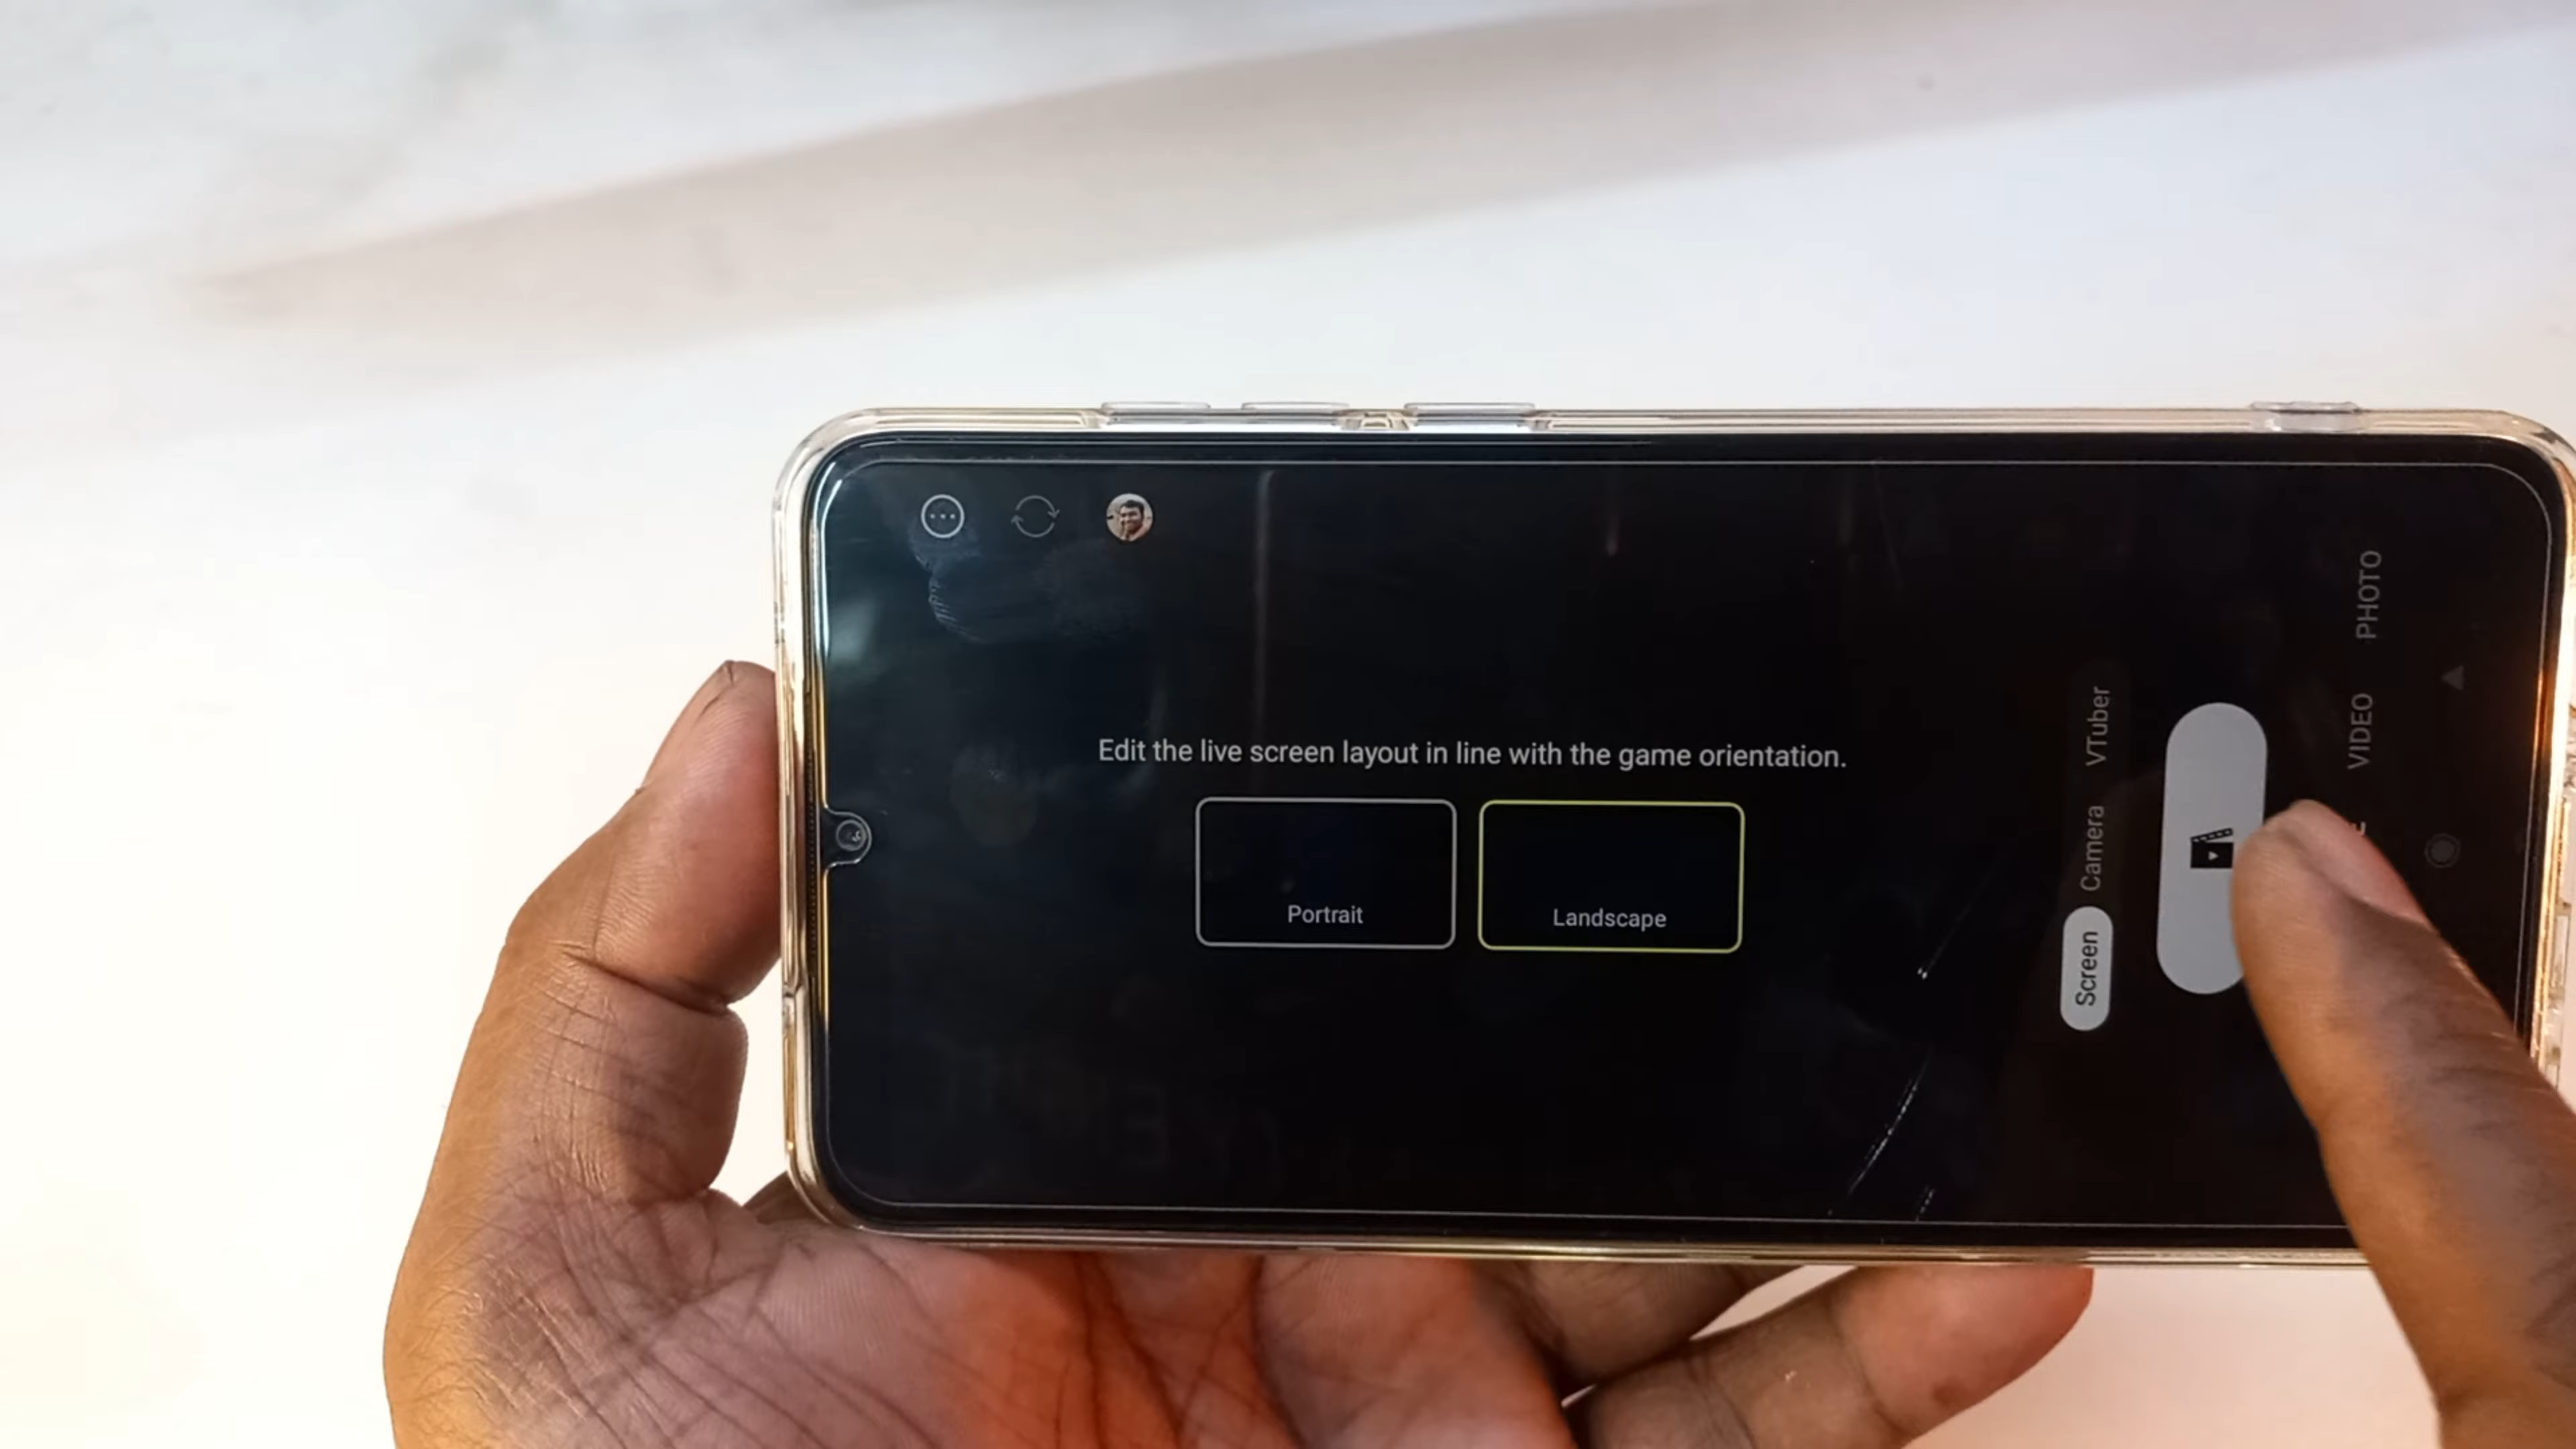 Edit the live screen layout in line with the game orientation.
Portrait
Landscape
Screen
Camera
VTuber
VIDEO
PHOTO